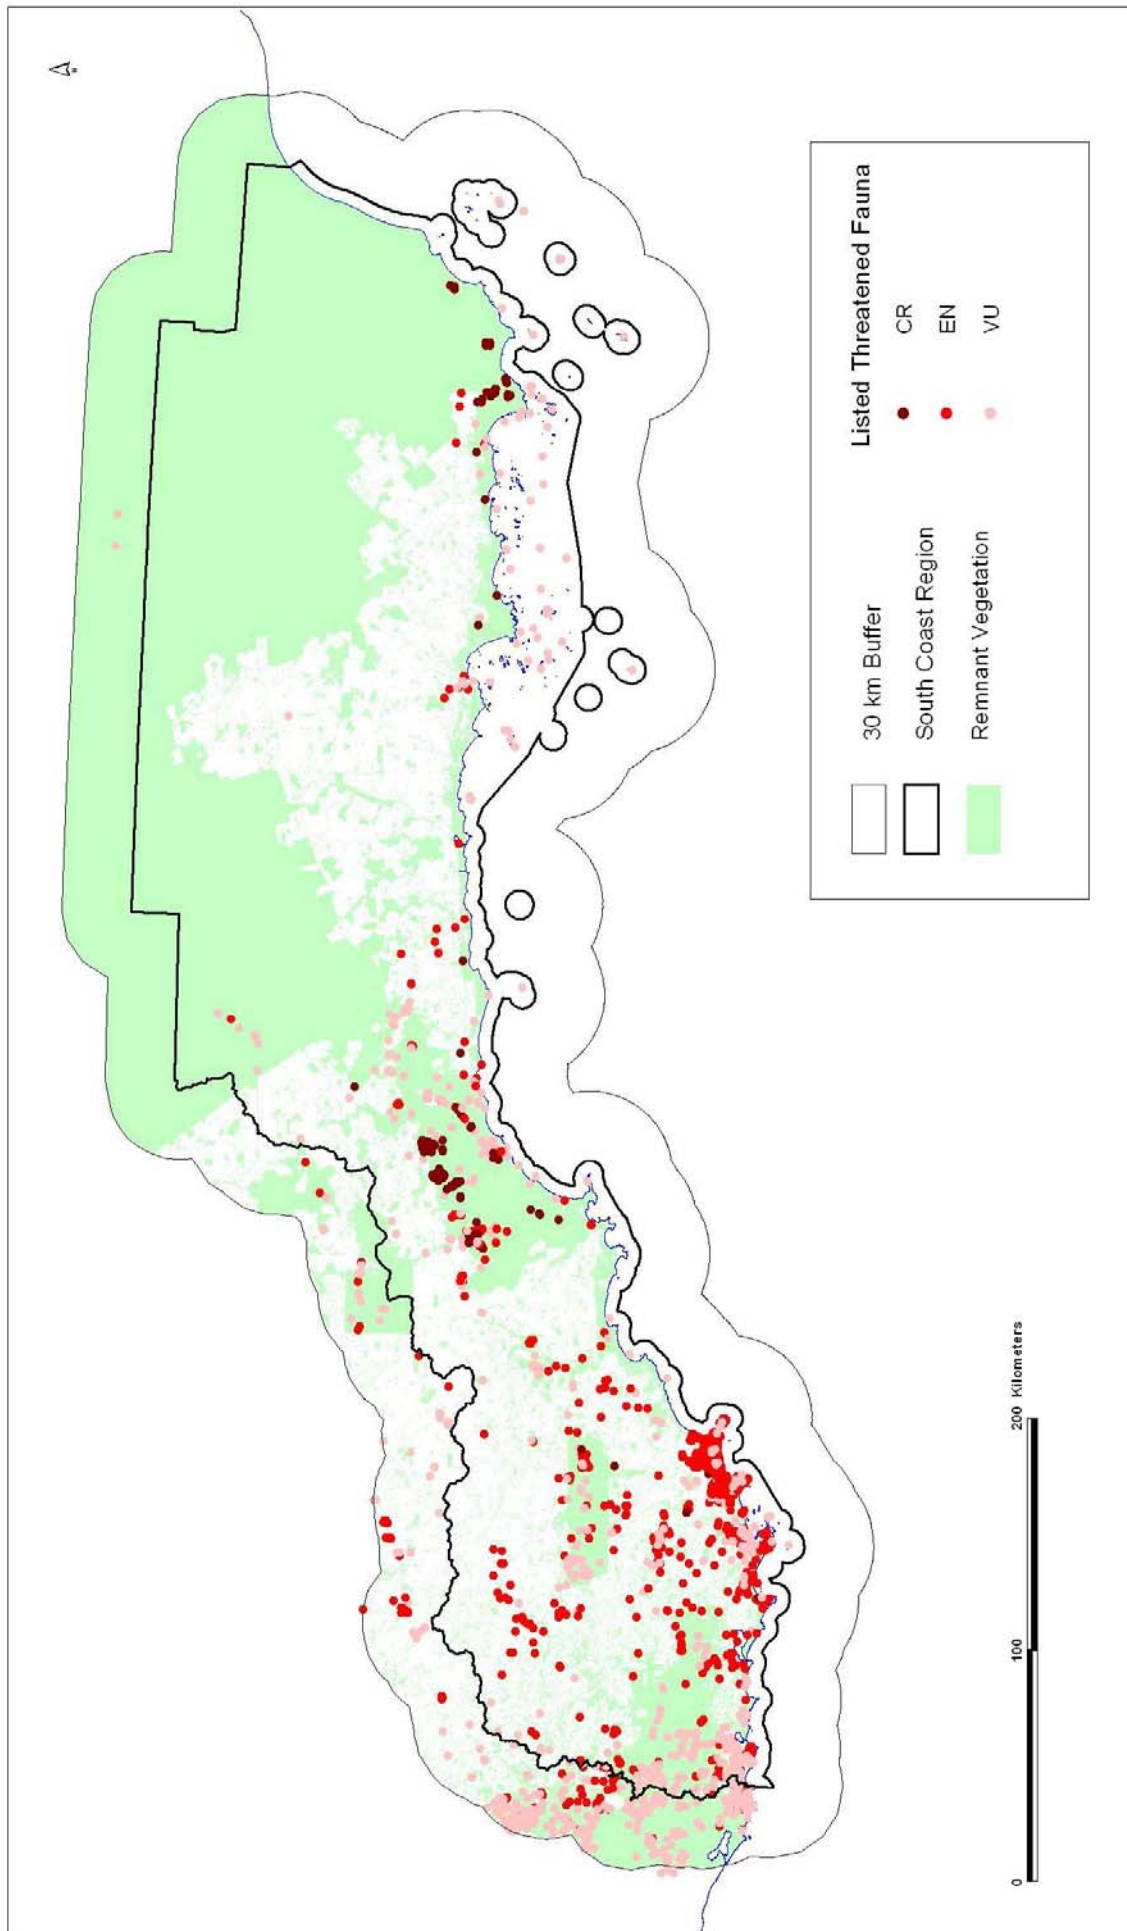 N
Listed Threatened Fauna
30 km Buffer
CR
South Coast Region
EN
Remnant Vegetation
VU
0 100 200 Kilometers